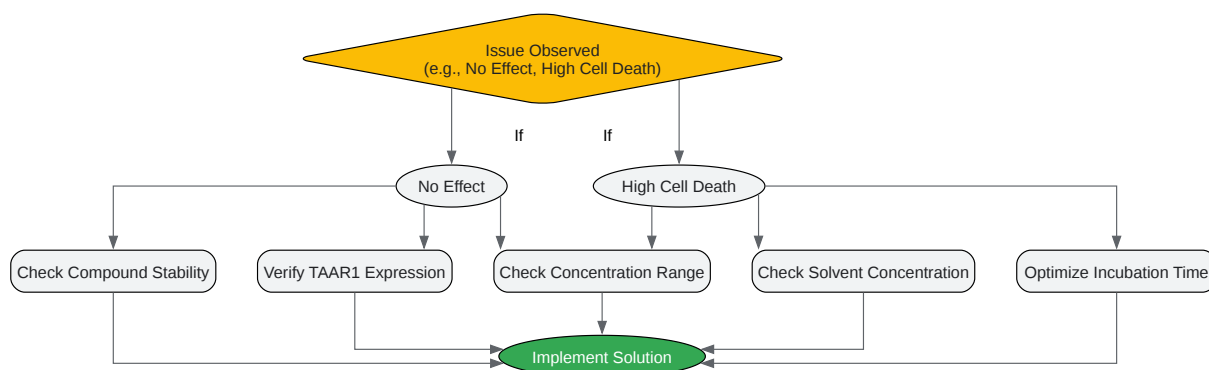 Issue Observed
(e.g., No Effect, High Cell Death)
If
If
No Effect
High Cell Death
Check Compound Stability
Verify TAAR1 Expression
Check Concentration Range
Check Solvent Concentration
Optimize Incubation Time
Implement Solution